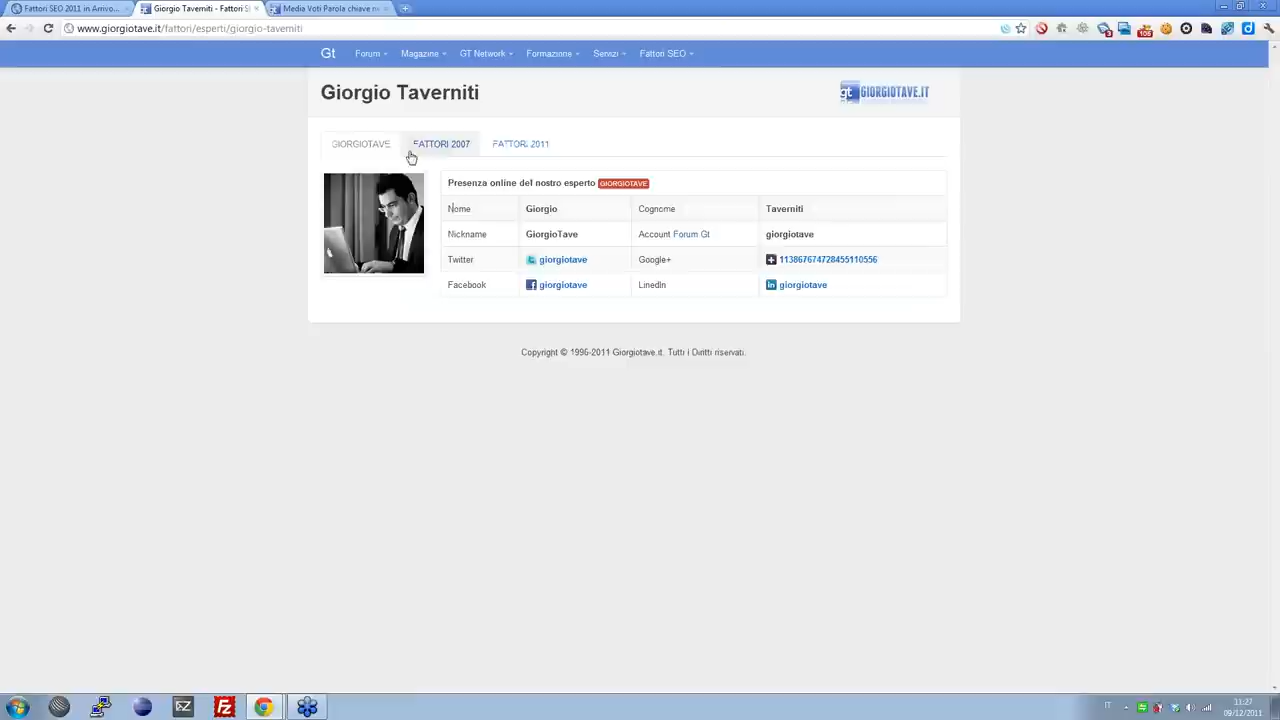 Fattori SEO 2011 in Arrivo...
Giorgio Taverniti - Fattori S
Media Voti Parola chiave n
www.giorgiotave.it/fattori/esperti/giorgio-taverniti
Gt Forum Magazine GT Network Formazione Servizi Fattori SEO
Giorgio Taverniti
gt GIORGIOTAVE.IT
GIORGIOTAVE FATTORI 2007 FATTORI 2011
Presenza online del nostro esperto GIORGIOTAVE
Nome Giorgio Cognome Taverniti
Nickname GiorgioTave Account Forum Gt giorgiotave
Twitter giorgiotave Google+ 113867674728455110556
Facebook giorgiotave LinedIn giorgiotave
Copyright © 1996-2011 Giorgiotave.it. Tutti i Diritti riservati.
IT
11:27
09/12/2011